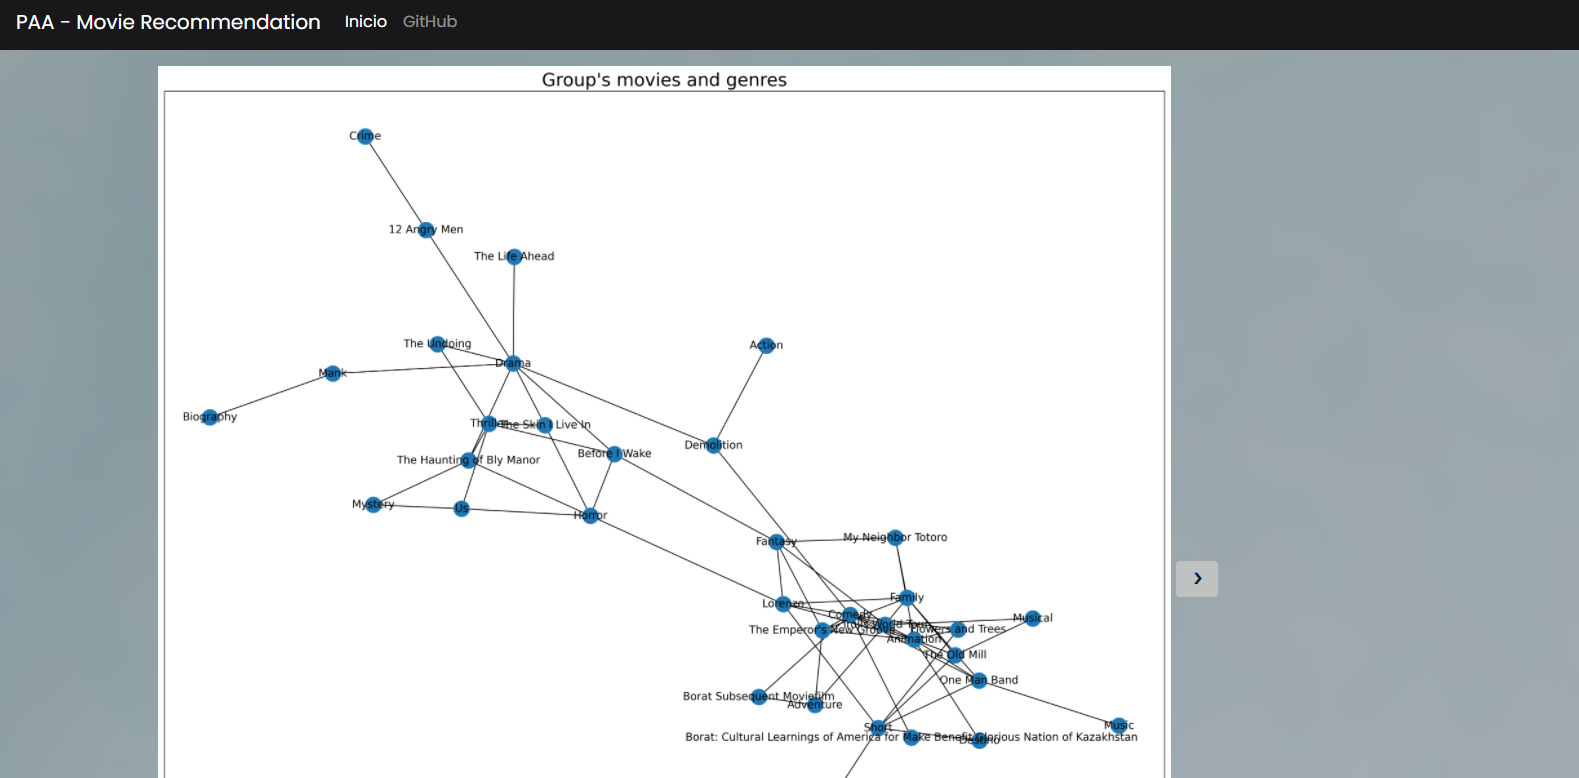 PAA - Movie Recommendation Inicio GitHub
Group's movies and genres
Crime
12 Angry Men
The Life Ahead
The Undoing
Drama
Action
Mank
Biography
Thriller
The Skin I Live In
Demolition
Before I Wake
The Haunting of Bly Manor
Mystery
Us
Horror
Fantasy
My Neighbor Totoro
Family
Lorenzo
Comedy
Musical
Trolls World Tour
The Emperor's New Groove
Flowers and Trees
Animation
The Old Mill
One Man Band
Borat Subsequent Moviefilm
Adventure
Short
Music
Borat: Cultural Learnings of America for Make Benefit Glorious Nation of Kazakhstan
Destino